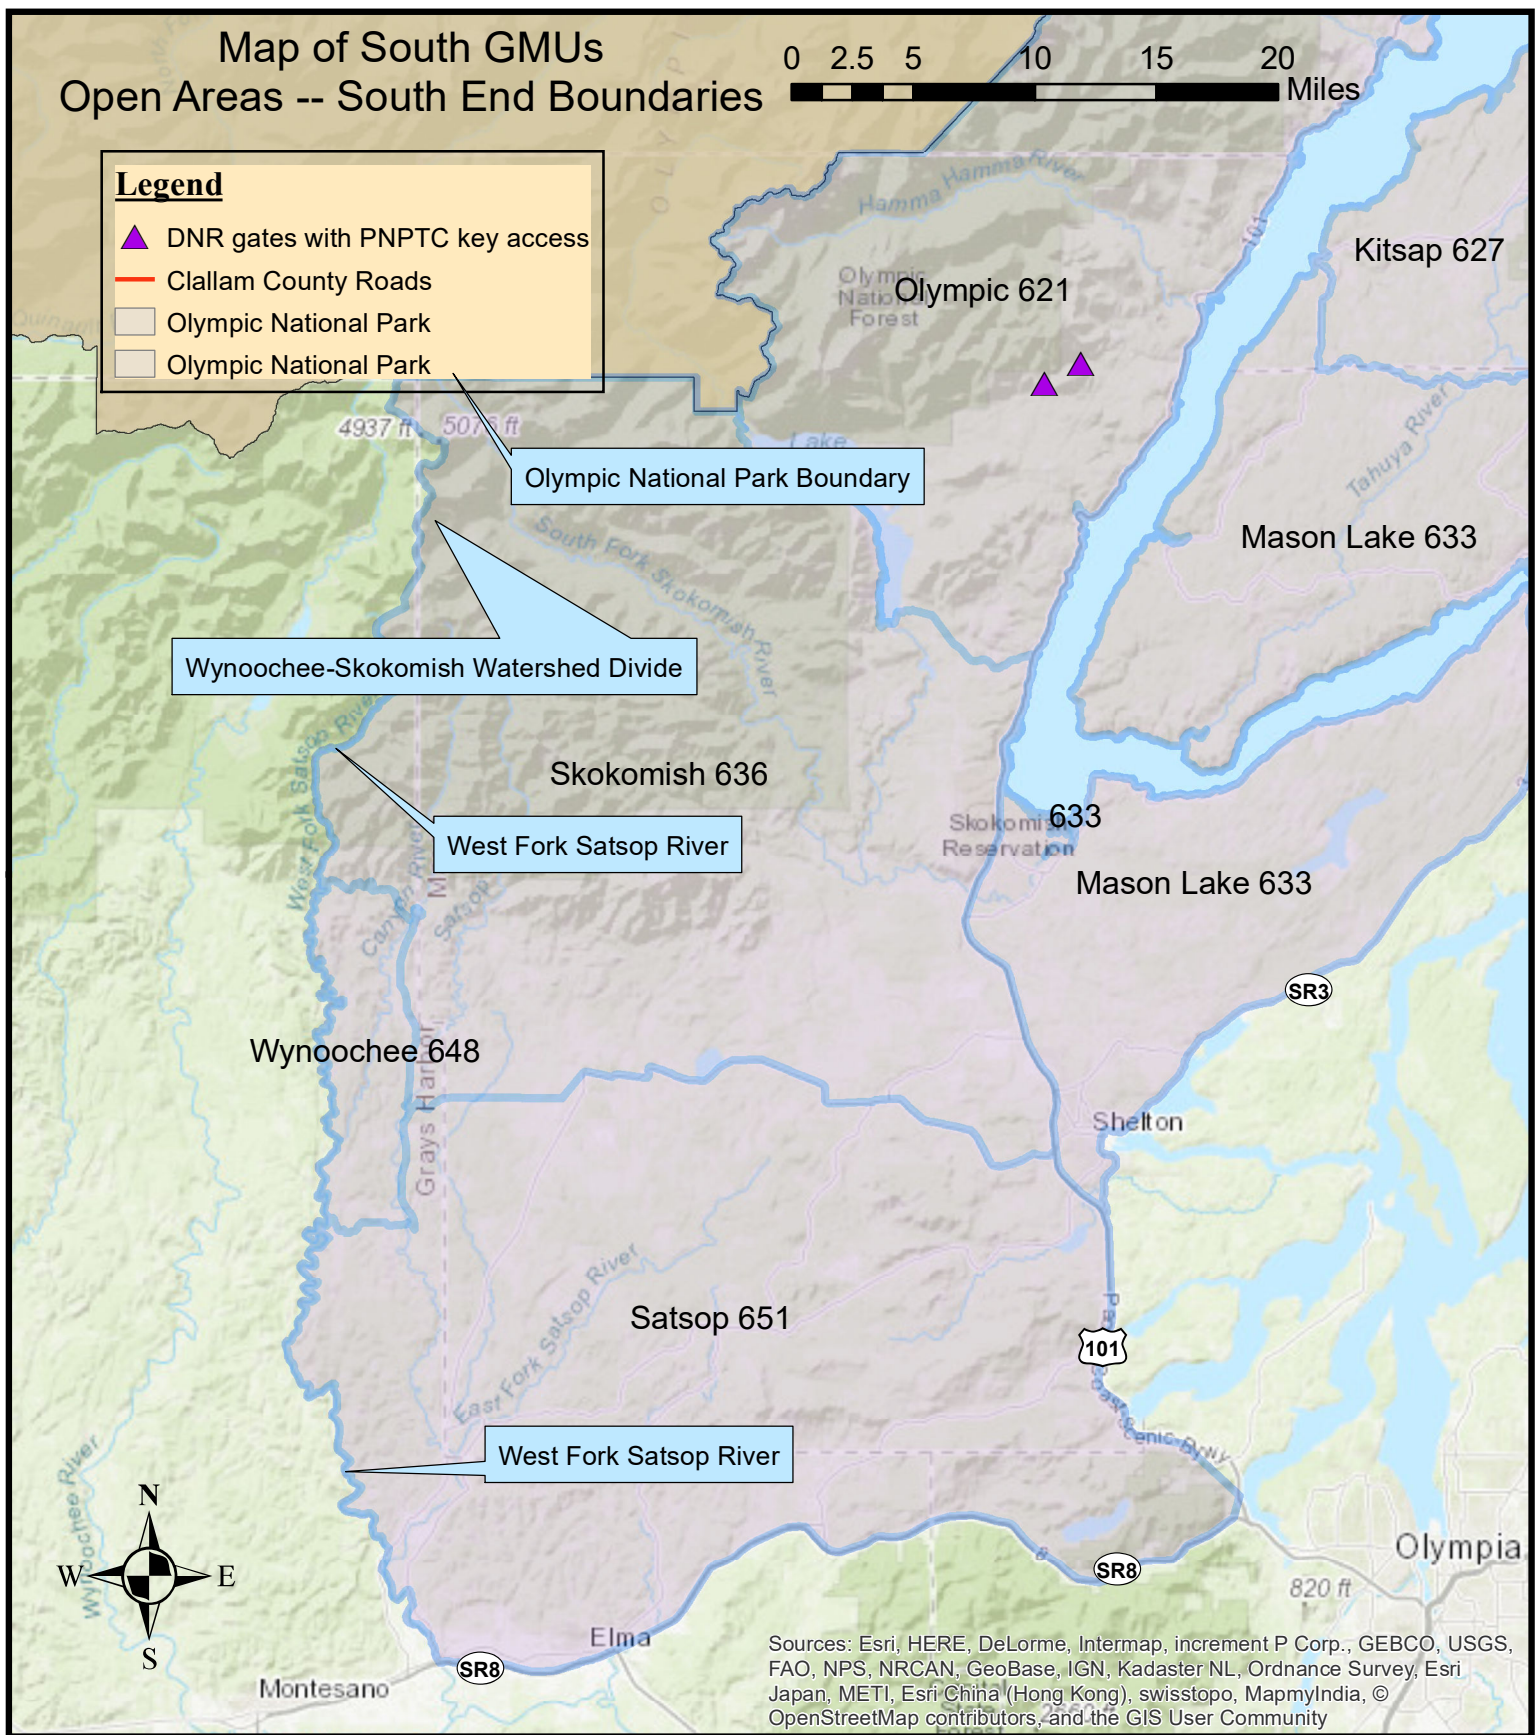 Map of South GMUs
Open Areas -- South End Boundaries
0 2.5 5 10 15 20
Miles
Legend
DNR gates with PNPTC key access
Clallam County Roads
Olympic National Park
Olympic National Park
Hamma Hamma River
101
Kitsap 627
Olympic
National
Forest
Olympic 621
4937 ft
5076 ft
Lake
Olympic National Park Boundary
Tahuya River
South Fork Skokomish River
Mason Lake 633
Wynoochee-Skokomish Watershed Divide
West Fork Satsop River
Skokomish 636
West Fork Satsop River
633
Skokomish
Reservation
Mason Lake 633
Canyon River
Satsop
SR3
Wynoochee 648
Grays Harbor
Shelton
Satsop 651
East Fork Satsop River
101
West Fork Satsop River
Wynoochee River
N
W E
S
Olympia
SR8
820 ft
Elma
SR8
Montesano
Sources: Esri, HERE, DeLorme, Intermap, increment P Corp., GEBCO, USGS,
FAO, NPS, NRCAN, GeoBase, IGN, Kadaster NL, Ordnance Survey, Esri
Japan, METI, Esri China (Hong Kong), swisstopo, MapmyIndia, ©
OpenStreetMap contributors, and the GIS User Community